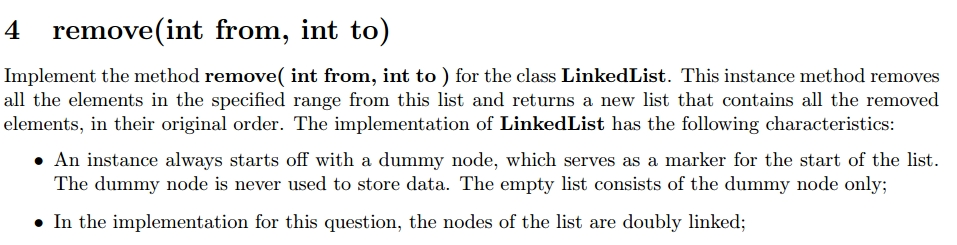 4 remove(int from, int to)
Implement the method remove( int from, int to ) for the class LinkedList. This instance method removes
all the elements in the specified range from this list and returns a new list that contains all the removed
elements, in their original order. The implementation of LinkedList has the following characteristics:
• An instance always starts off with a dummy node, which serves as a marker for the start of the list.
The dummy node is never used to store data. The empty list consists of the dummy node only;
• In the implementation for this question, the nodes of the list are doubly linked;